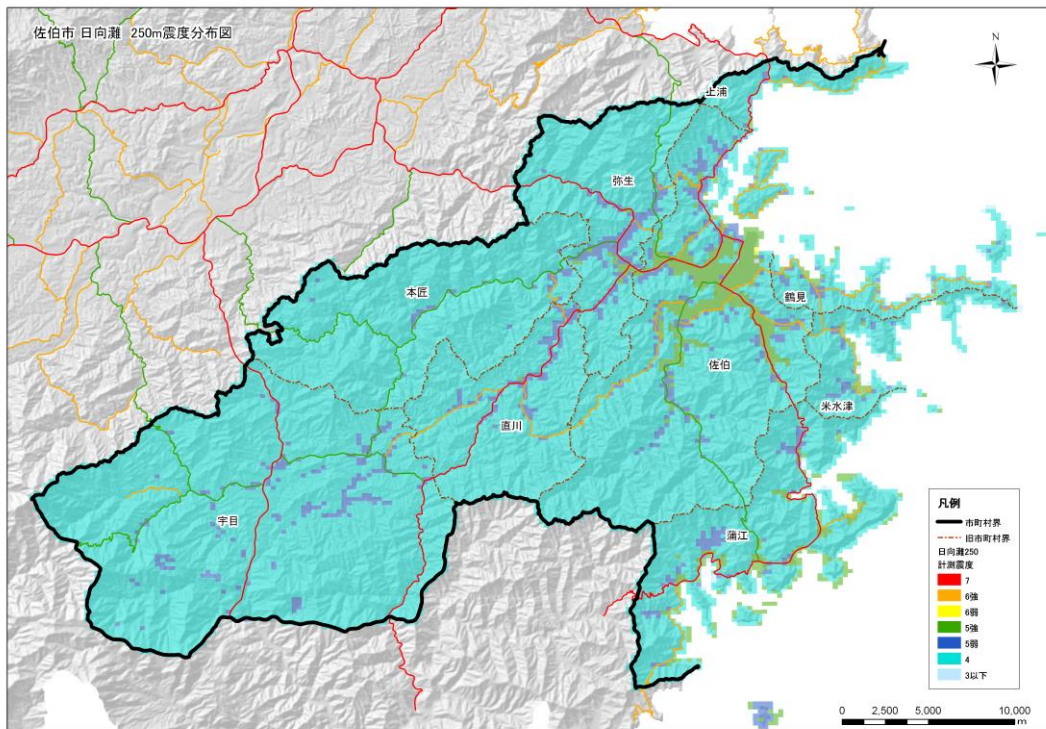 佐伯市 日向灘 250m震度分布図
N
上浦
弥生
本匠
鶴見
佐伯
米水津
直川
宇目
蒲江
凡例
市町村界
旧市町村界
日向灘250
計測震度
7
6強
6弱
5強
5弱
4
3以下
0 2,500 5,000 10,000
m